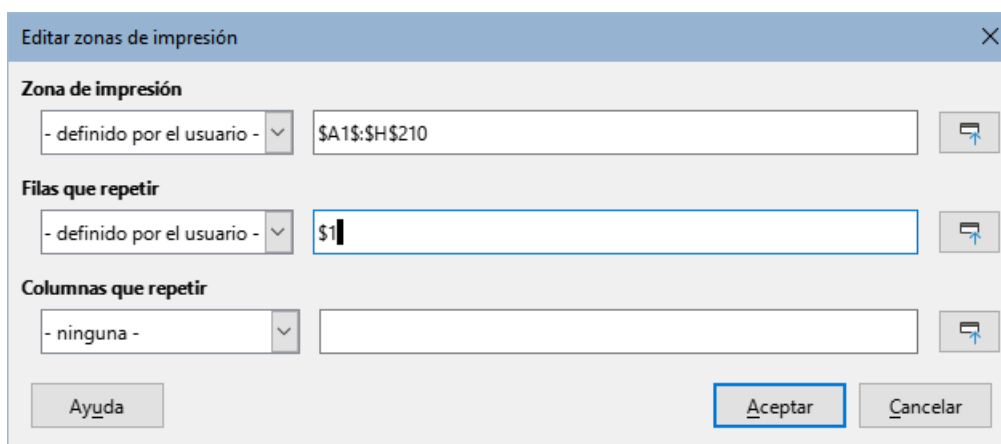 Editar zonas de impresión
Zona de impresión
- definido por el usuario - $A1$:$H$210
Filas que repetir
- definido por el usuario - $1
Columnas que repetir
- ninguna -
Ayuda Aceptar Cancelar